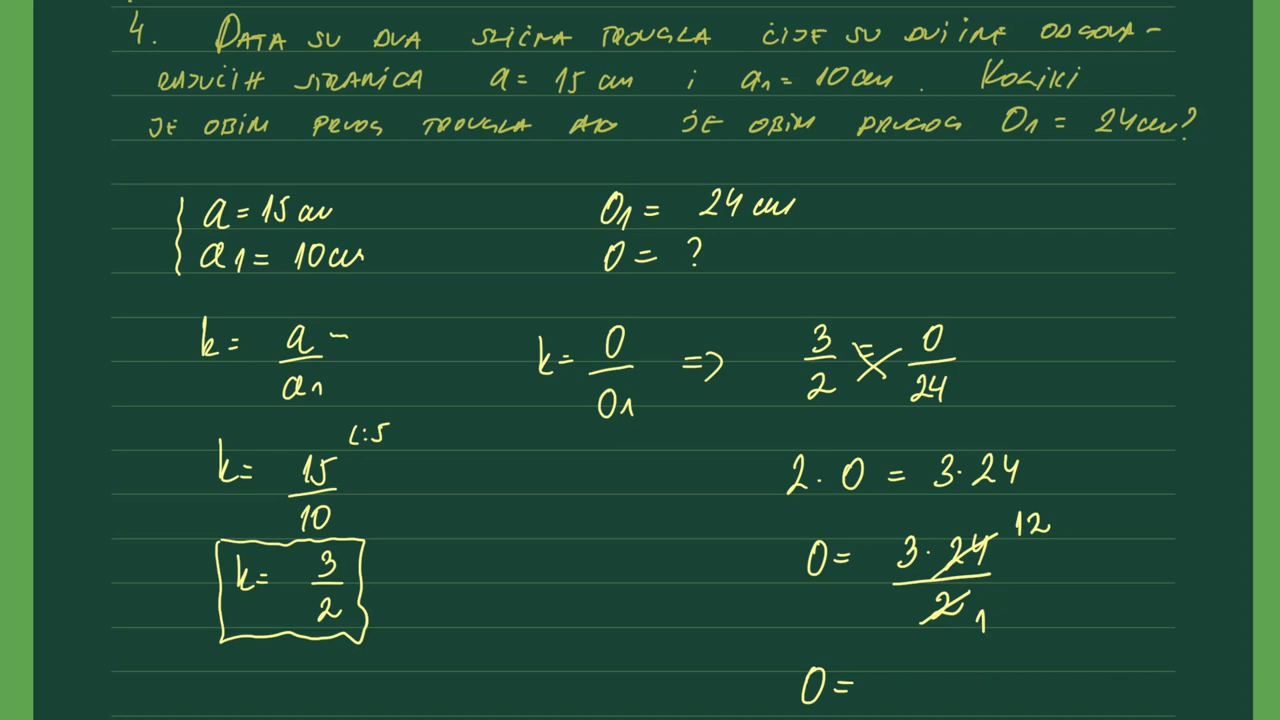 4. DATA SU DVA SLIČNA TROUGLA ČIJE SU DUŽINE ODGOVA-
RAJUĆIH STRANICA a = 15 cm i a₁ = 10 cm. KOLIKI
JE OBIM PRVOG TROUGLA AKO JE OBIM DRUGOG O₁ = 24 cm?
a = 15 cm O₁ = 24 cm
a₁ = 10 cm O = ?
k = a/a₁ k = O/O₁ => 3/2 = O/24
k = 15/10 (:5 2 · O = 3 · 24
k = 3/2 O = 3 · 24/2 12 1
O =